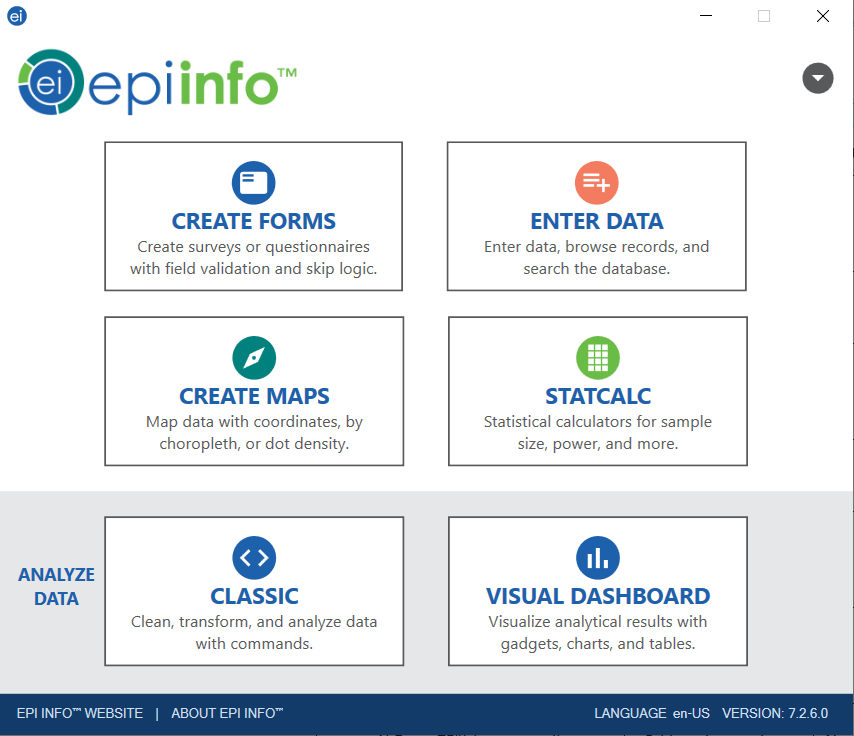 ei
ei epiinfo™
CREATE FORMS
Create surveys or questionnaires
with field validation and skip logic.
ENTER DATA
Enter data, browse records, and
search the database.
CREATE MAPS
Map data with coordinates, by
choropleth, or dot density.
STATCALC
Statistical calculators for sample
size, power, and more.
ANALYZE
DATA
CLASSIC
Clean, transform, and analyze data
with commands.
VISUAL DASHBOARD
Visualize analytical results with
gadgets, charts, and tables.
EPI INFO™ WEBSITE | ABOUT EPI INFO™ LANGUAGE en-US VERSION: 7.2.6.0